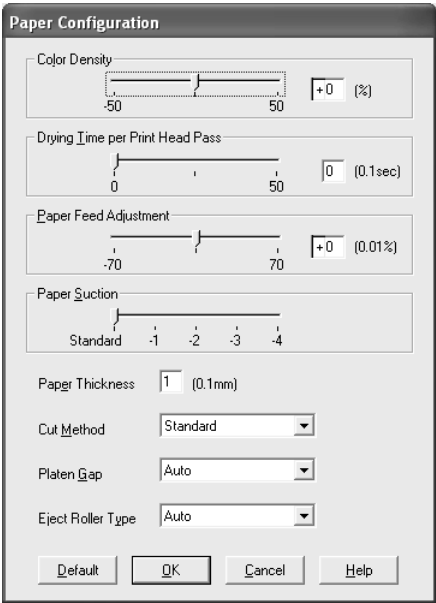 Paper Configuration
Color Density
+0 (%)
-50 50
Drying Time per Print Head Pass
0 (0.1sec)
0 50
Paper Feed Adjustment
+0 (0.01%)
-70 70
Paper Suction
Standard -1 -2 -3 -4
Paper Thickness 1 (0.1mm)
Cut Method Standard
Platen Gap Auto
Eject Roller Type Auto
Default OK Cancel Help